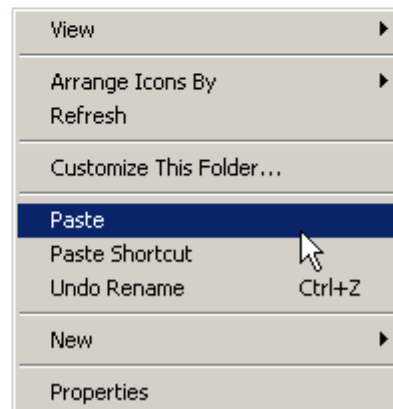 View
Arrange Icons By
Refresh
Customize This Folder...
Paste
Paste Shortcut
Undo Rename Ctrl+Z
New
Properties